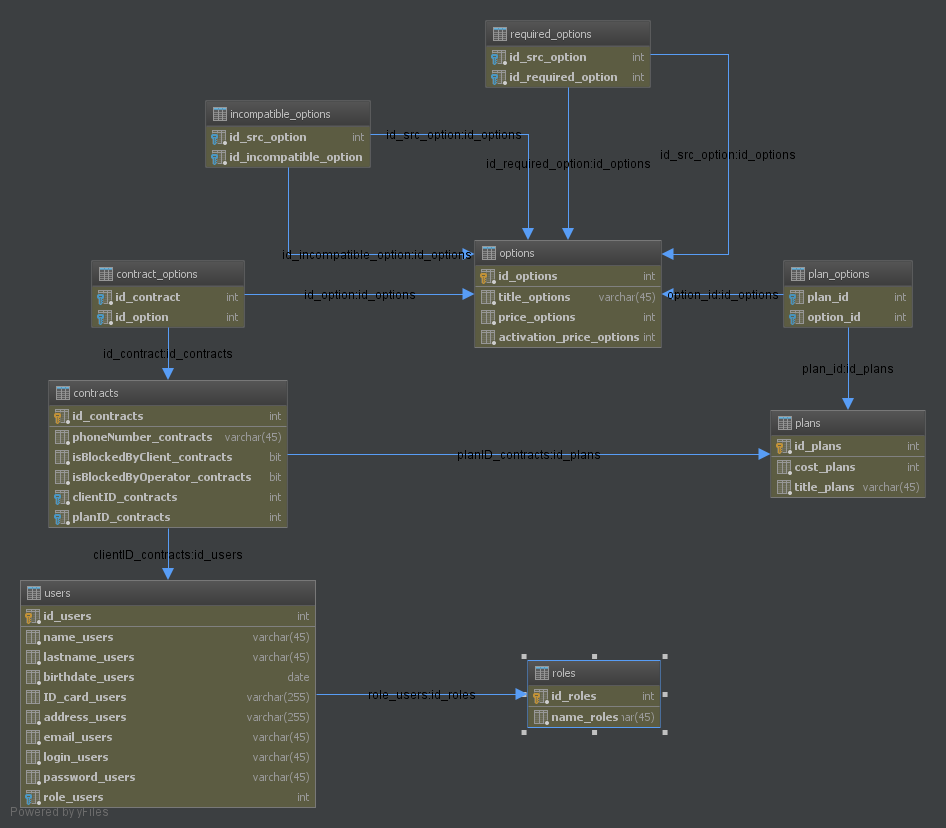 required_options
id_src_option int
id_required_option int
incompatible_options
id_src_option int
id_incompatible_option
id_src_option:id_options
id_required_option:id_options
id_src_option:id_options
id_incompatible_option:id_options
options
id_options int
title_options varchar(45)
price_options int
activation_price_options int
contract_options
id_contract int
id_option int
id_option:id_options
option_id:id_options
plan_options
plan_id int
option_id int
id_contract:id_contracts
plan_id:id_plans
contracts
id_contracts int
phoneNumber_contracts varchar(45)
isBlockedByClient_contracts bit
isBlockedByOperator_contracts bit
clientID_contracts int
planID_contracts int
planID_contracts:id_plans
plans
id_plans int
cost_plans int
title_plans varchar(45)
clientID_contracts:id_users
users
id_users int
name_users varchar(45)
lastname_users varchar(45)
birthdate_users date
ID_card_users varchar(255)
address_users varchar(255)
email_users varchar(45)
login_users varchar(45)
password_users varchar(45)
role_users int
role_users:id_roles
roles
id_roles int
name_roles nar(45)
Powered by yFiles